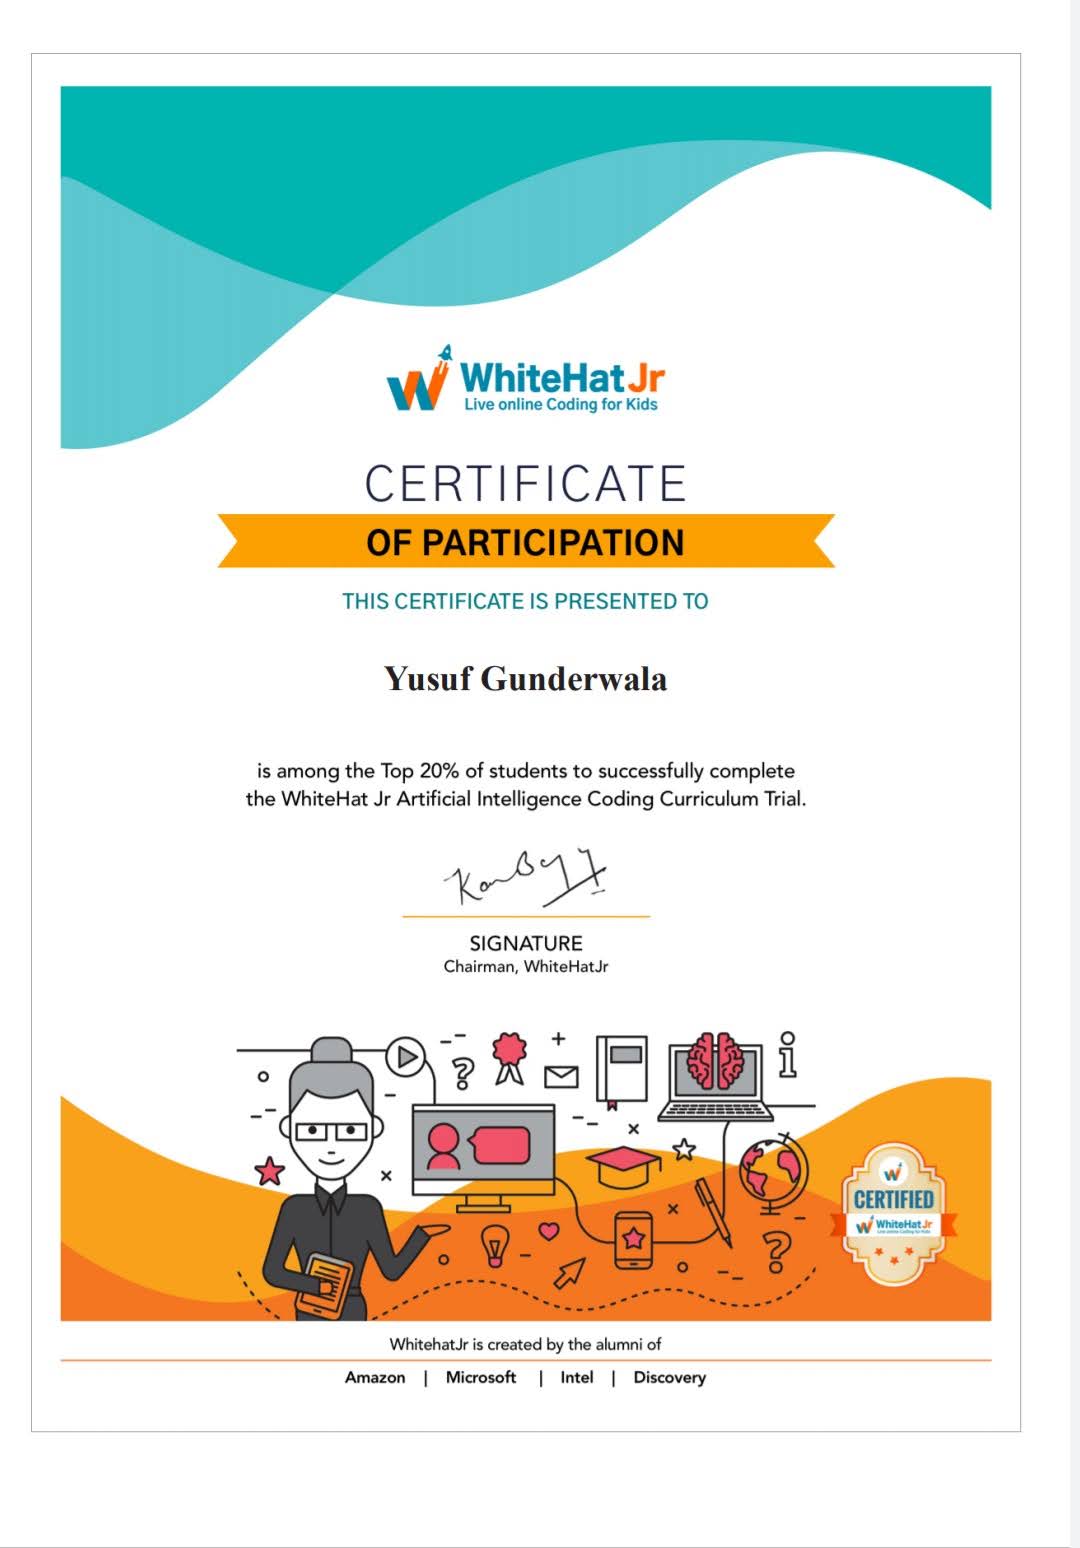 WhiteHat Jr
Live online Coding for Kids
CERTIFICATE
OF PARTICIPATION
THIS CERTIFICATE IS PRESENTED TO
Yusuf Gunderwala
is among the Top 20% of students to successfully complete
the WhiteHat Jr Artificial Intelligence Coding Curriculum Trial.
SIGNATURE
Chairman, WhiteHatJr
CERTIFIED
WhiteHat Jr
Live online Coding for Kids
WhitehatJr is created by the alumni of
Amazon | Microsoft | Intel | Discovery